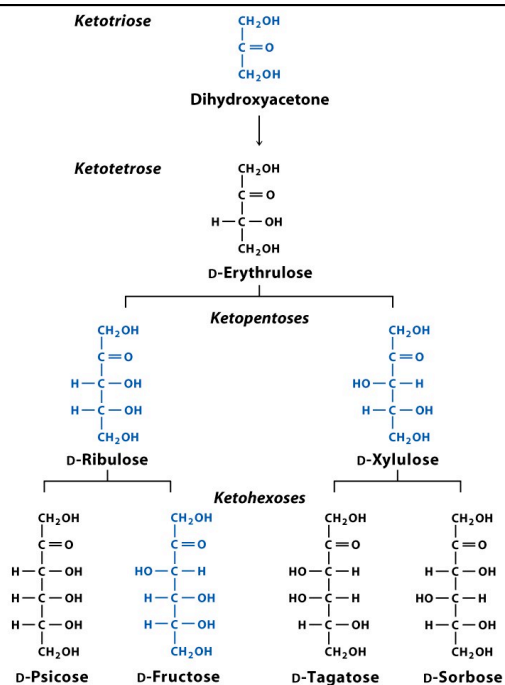 Ketotriose
CH2OH
C=O
CH2OH
Dihydroxyacetone
Ketotetrose
CH2OH
C=O
H—C—OH
CH2OH
D-Erythrulose
Ketopentoses
CH2OH CH2OH
C=O C=O
H—C—OH HO—C—H
H—C—OH H—C—OH
CH2OH CH2OH
D-Ribulose D-Xylulose
Ketohexoses
CH2OH CH2OH CH2OH CH2OH
C=O C=O C=O C=O
H—C—OH HO—C—H HO—C—H H—C—OH
H—C—OH H—C—OH HO—C—H HO—C—H
H—C—OH H—C—OH H—C—OH H—C—OH
CH2OH CH2OH CH2OH CH2OH
D-Psicose D-Fructose D-Tagatose D-Sorbose